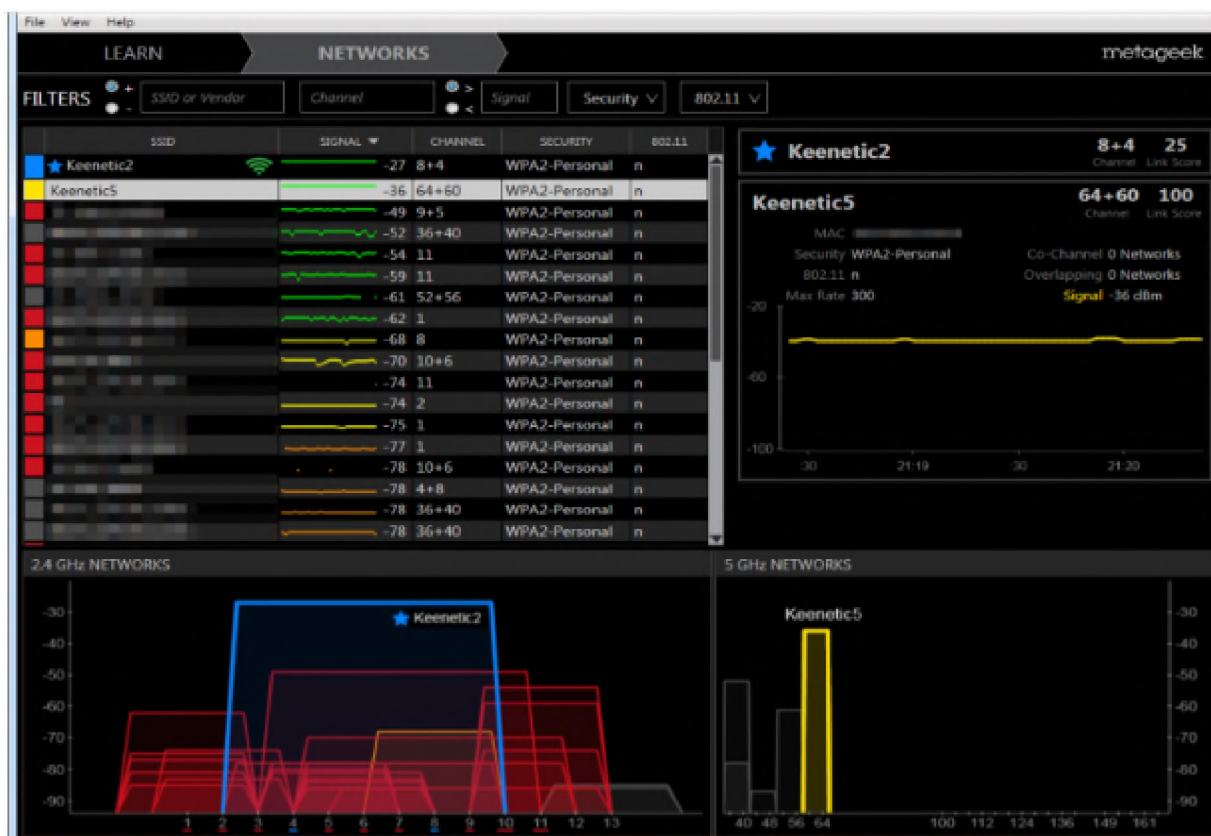 File View Help
LEARN NETWORKS metageek
FILTERS + - SSID or Vendor Channel > < Signal Security 802.11
SSID SIGNAL CHANNEL SECURITY 802.11
Keenetic2 -27 8+4 WPA2-Personal n
Keenetic5 -36 64+60 WPA2-Personal n
-49 9+5 WPA2-Personal n
-52 36+40 WPA2-Personal n
-54 11 WPA2-Personal n
-59 11 WPA2-Personal n
-61 52+56 WPA2-Personal n
-62 1 WPA2-Personal n
-68 8 WPA2-Personal n
-70 10+6 WPA2-Personal n
-74 11 WPA2-Personal n
-74 2 WPA2-Personal n
-75 1 WPA2-Personal n
-77 1 WPA2-Personal n
-78 10+6 WPA2-Personal n
-78 4+8 WPA2-Personal n
-78 36+40 WPA2-Personal n
-78 36+40 WPA2-Personal n
Keenetic2 8+4 25
Channel Link Score
Keenetic5 64+60 100
Channel Link Score
MAC
Security WPA2-Personal Co-Channel 0 Networks
802.11 n Overlapping 0 Networks
Max Rate 300 Signal -36 dBm
-20
-60
-100
:30 21:19 :30 21:20
2.4 GHz NETWORKS
-30
-40
-50
-60
-70
-80
-90
Keenetic2
1 2 3 4 5 6 7 8 9 10 11 12 13
5 GHz NETWORKS
Keenetic5
-30
-40
-50
-60
-70
-80
-90
40 48 56 64 100 112 124 136 149 161